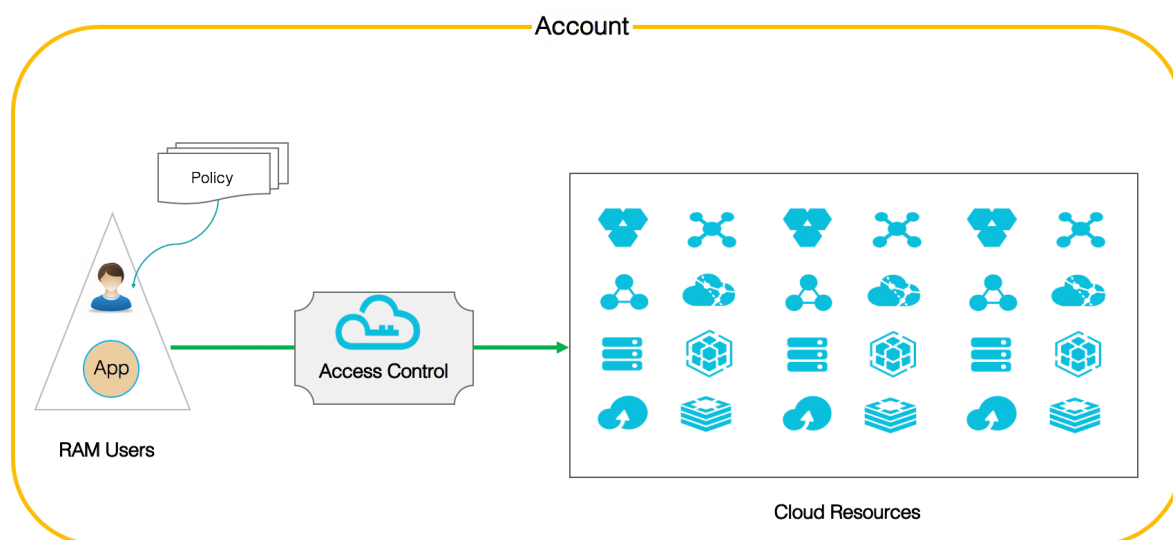 Account
Policy
App
Access Control
RAM Users
Cloud Resources